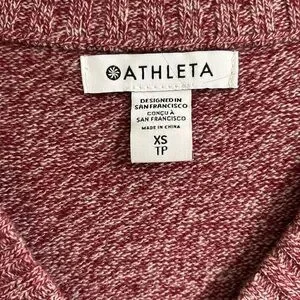 ATHLETA
DESIGNED IN
SAN FRANCISCO
CONÇU À
SAN FRANCISCO
MADE IN CHINA
XS
TP